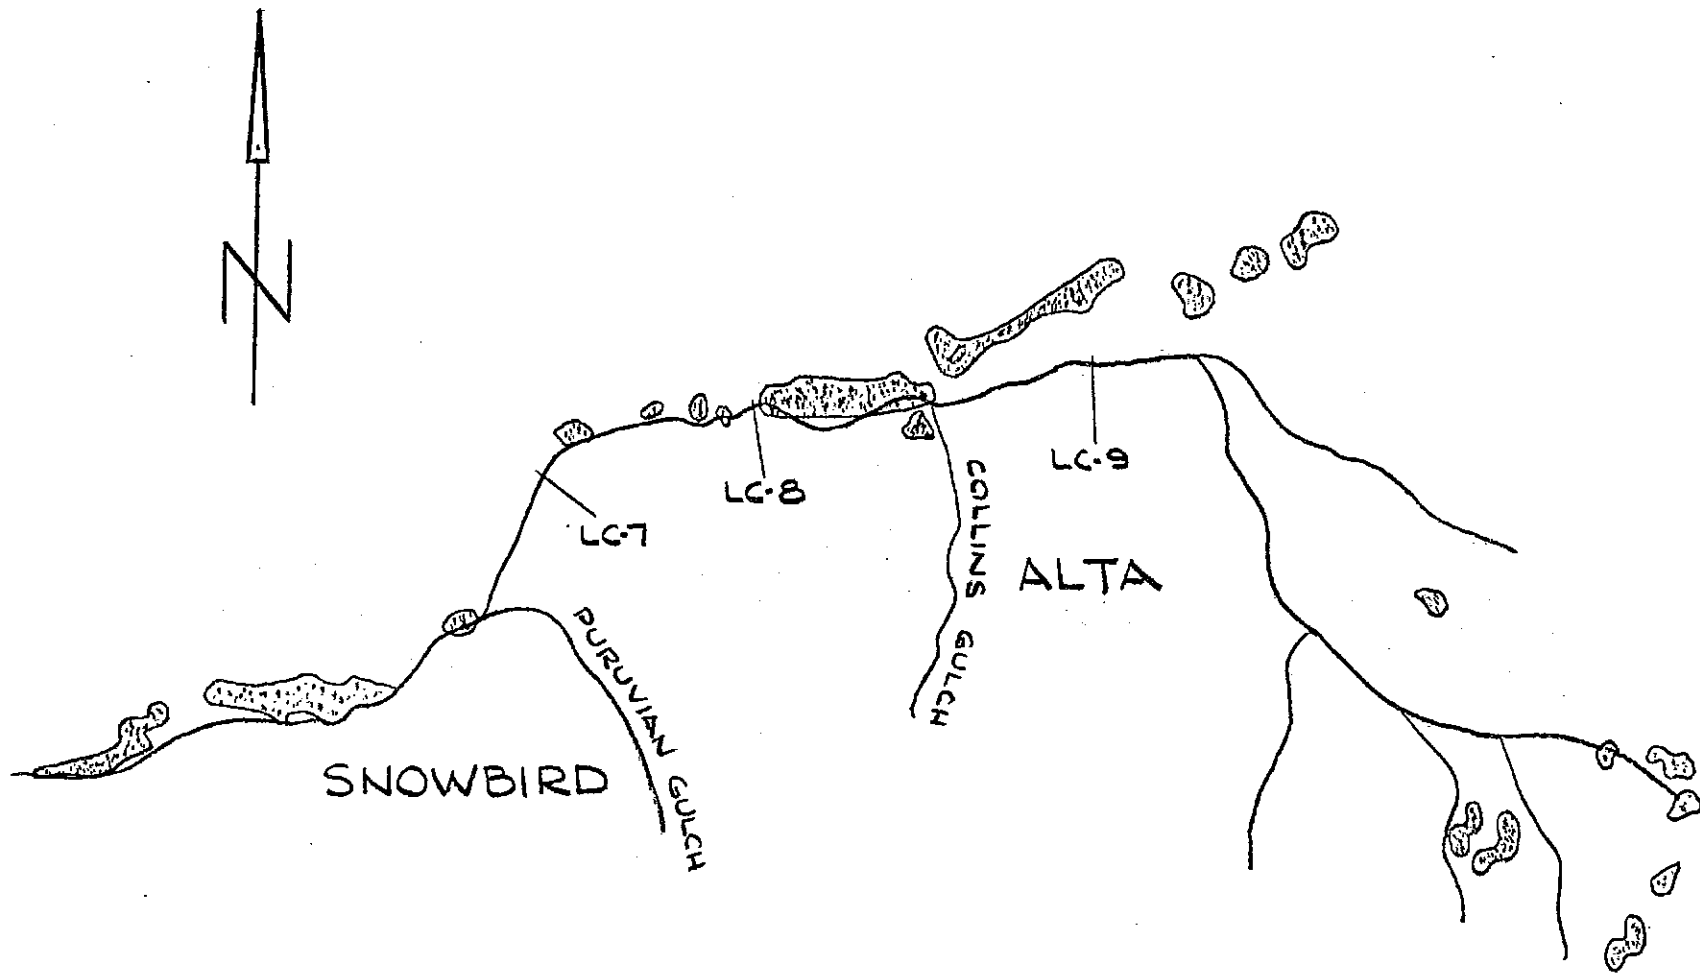 N
LC-9
LC-8
COLLINS GULCH
LC-7
ALTA
PURUVIAN GULCH
SNOWBIRD